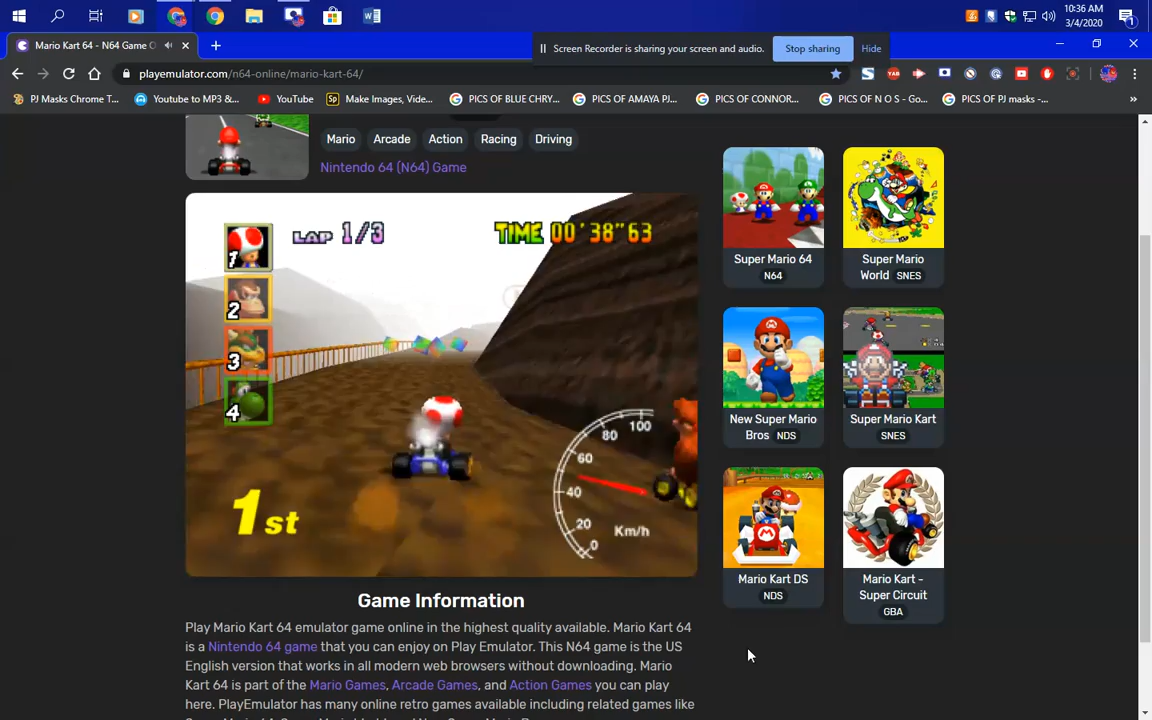 10:36 AM
3/4/2020
Mario Kart 64 - N64 Game O
Screen Recorder is sharing your screen and audio.
Stop sharing
Hide
playemulator.com/n64-online/mario-kart-64/
PJ Masks Chrome T...
Youtube to MP3 &...
YouTube
Make Images, Vide...
PICS OF BLUE CHRY...
PICS OF AMAYA PJ...
PICS OF CONNOR...
PICS OF N O S - Go...
PICS OF PJ masks -...
Mario
Arcade
Action
Racing
Driving
Nintendo 64 (N64) Game
LAP 1/3
TIME 00'38"63
1
2
3
4
1st
100
80
60
40
20
0
Km/h
Super Mario 64
N64
Super Mario
World SNES
New Super Mario
Bros NDS
Super Mario Kart
SNES
Mario Kart DS
NDS
Mario Kart -
Super Circuit
GBA
Game Information
Play Mario Kart 64 emulator game online in the highest quality available. Mario Kart 64
is a Nintendo 64 game that you can enjoy on Play Emulator. This N64 game is the US
English version that works in all modern web browsers without downloading. Mario
Kart 64 is part of the Mario Games, Arcade Games, and Action Games you can play
here. PlayEmulator has many online retro games available including related games like